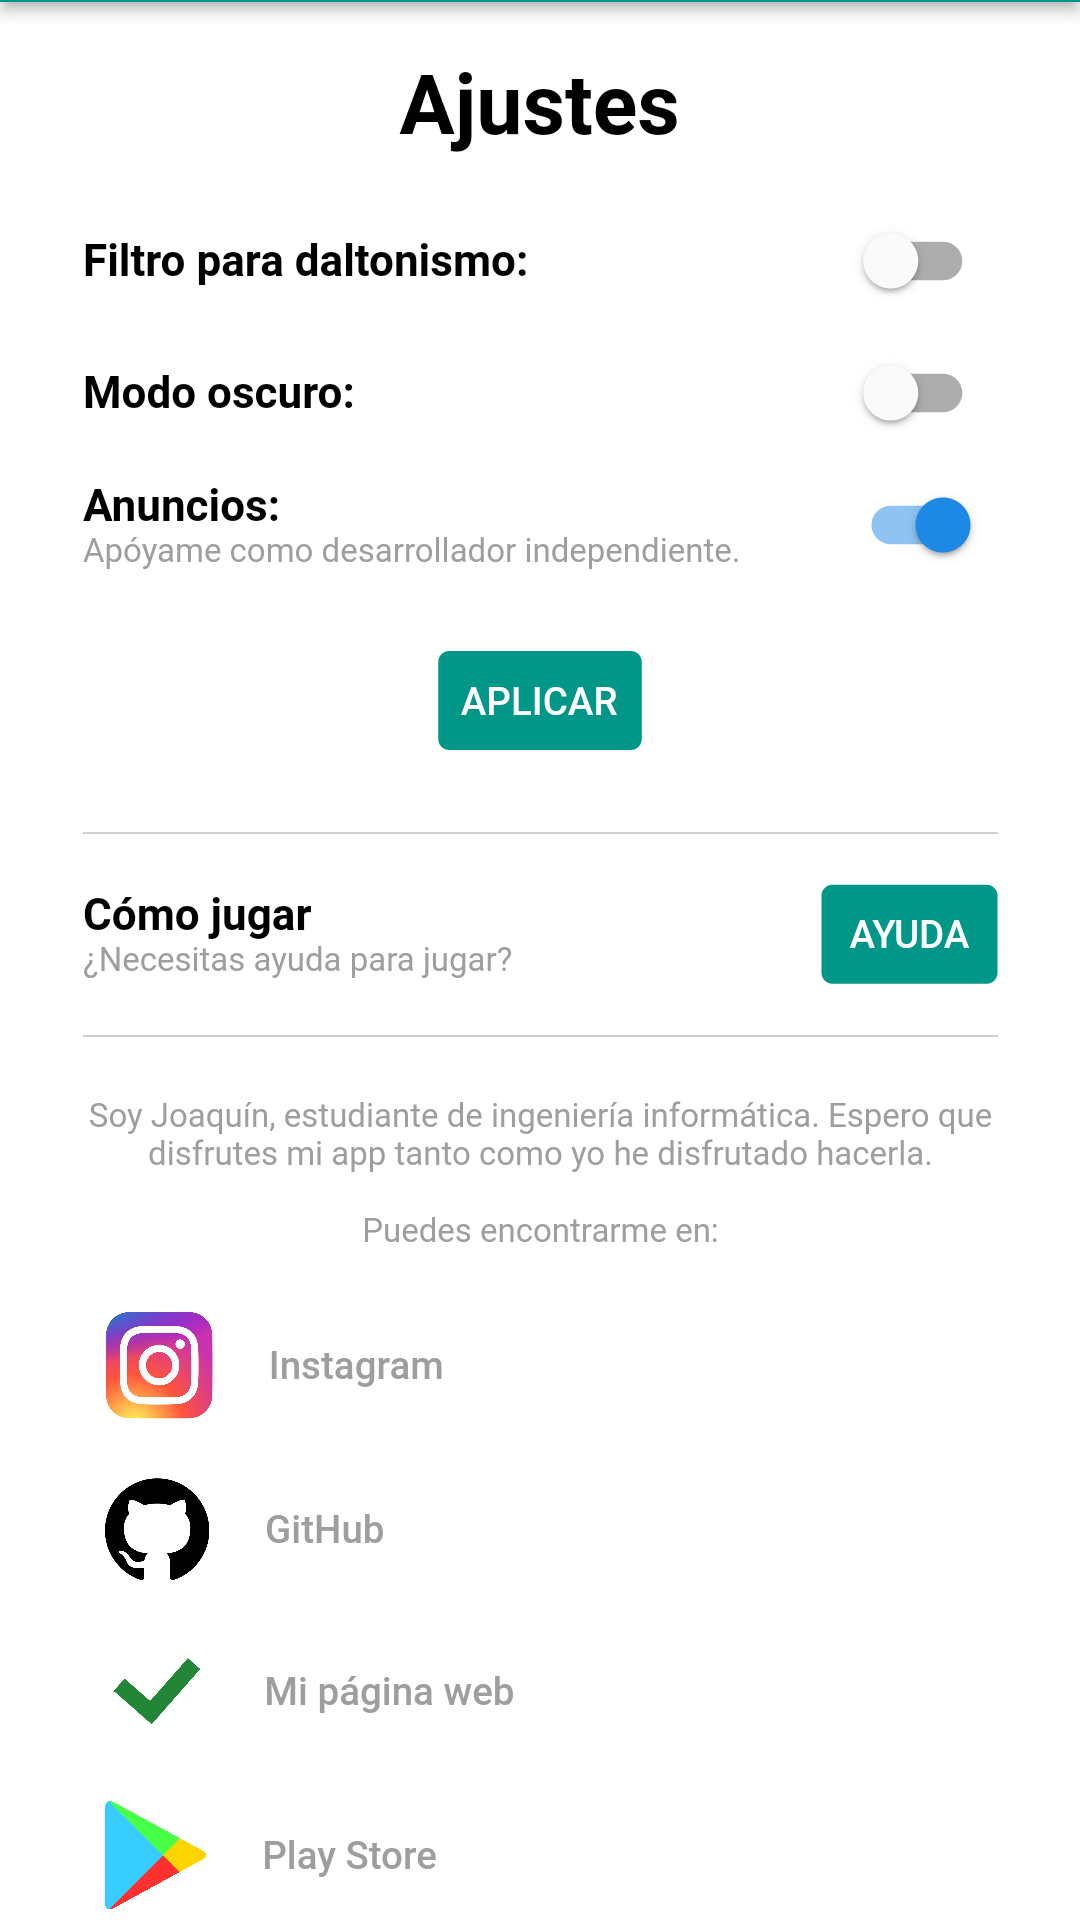 Ajustes
Filtro para daltonismo:
Modo oscuro:
Anuncios:
Apóyame como desarrollador independiente.
APLICAR
Cómo jugar
¿Necesitas ayuda para jugar?
AYUDA
Soy Joaquín, estudiante de ingeniería informática. Espero que
disfrutes mi app tanto como yo he disfrutado hacerla.
Puedes encontrarme en:
Instagram
GitHub
Mi página web
Play Store